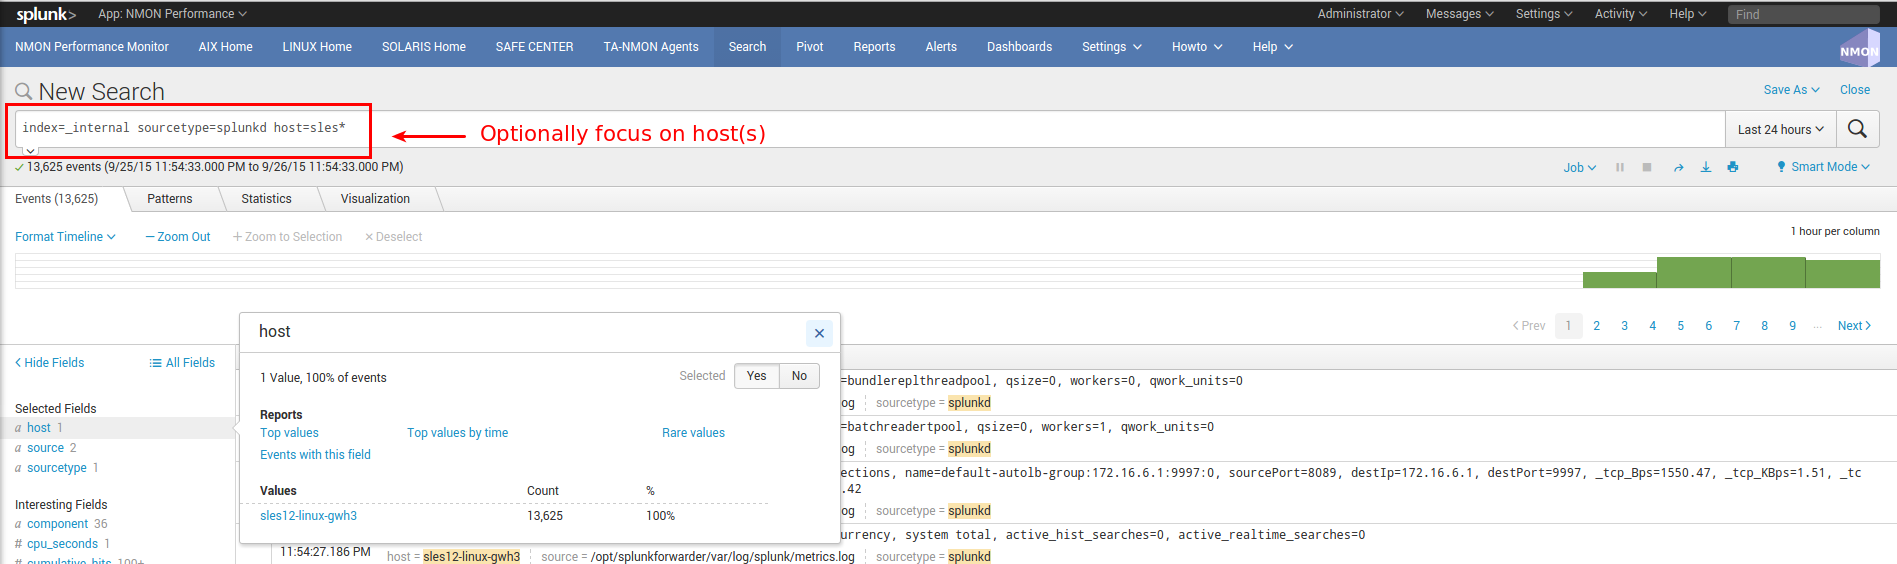 splunk> App: NMON Performance Administrator Messages Settings Activity Help Find
NMON Performance Monitor AIX Home LINUX Home SOLARIS Home SAFE CENTER TA-NMON Agents Search Pivot Reports Alerts Dashboards Settings Howto Help NMON
New Search Save As Close
index=_internal sourcetype=splunkd host=sles* Optionally focus on host(s) Last 24 hours
13,625 events (9/25/15 11:54:33.000 PM to 9/26/15 11:54:33.000 PM) Job Smart Mode
Events (13,625) Patterns Statistics Visualization
Format Timeline — Zoom Out + Zoom to Selection × Deselect 1 hour per column
host
< Prev 1 2 3 4 5 6 7 8 9 ... Next >
< Hide Fields All Fields
1 Value, 100% of events Selected Yes No
=bundlereplthreadpool, qsize=0, workers=0, qwork_units=0
og sourcetype = splunkd
Selected Fields
a host 1
a source 2
a sourcetype 1
Reports
Top values Top values by time Rare values
Events with this field
=batchreadertpool, qsize=0, workers=1, qwork_units=0
og sourcetype = splunkd
ections, name=default-autolb-group:172.16.6.1:9997:0, sourcePort=8089, destIp=172.16.6.1, destPort=9997, _tcp_Bps=1550.47, _tcp_KBps=1.51, _tc
.42
og sourcetype = splunkd
Values Count %
sles12-linux-gwh3 13,625 100%
Interesting Fields
a component 36
# cpu_seconds 1
# cumulative_hits 100+
urrency, system total, active_hist_searches=0, active_realtime_searches=0
11:54:27.186 PM host = sles12-linux-gwh3 source = /opt/splunkforwarder/var/log/splunk/metrics.log sourcetype = splunkd